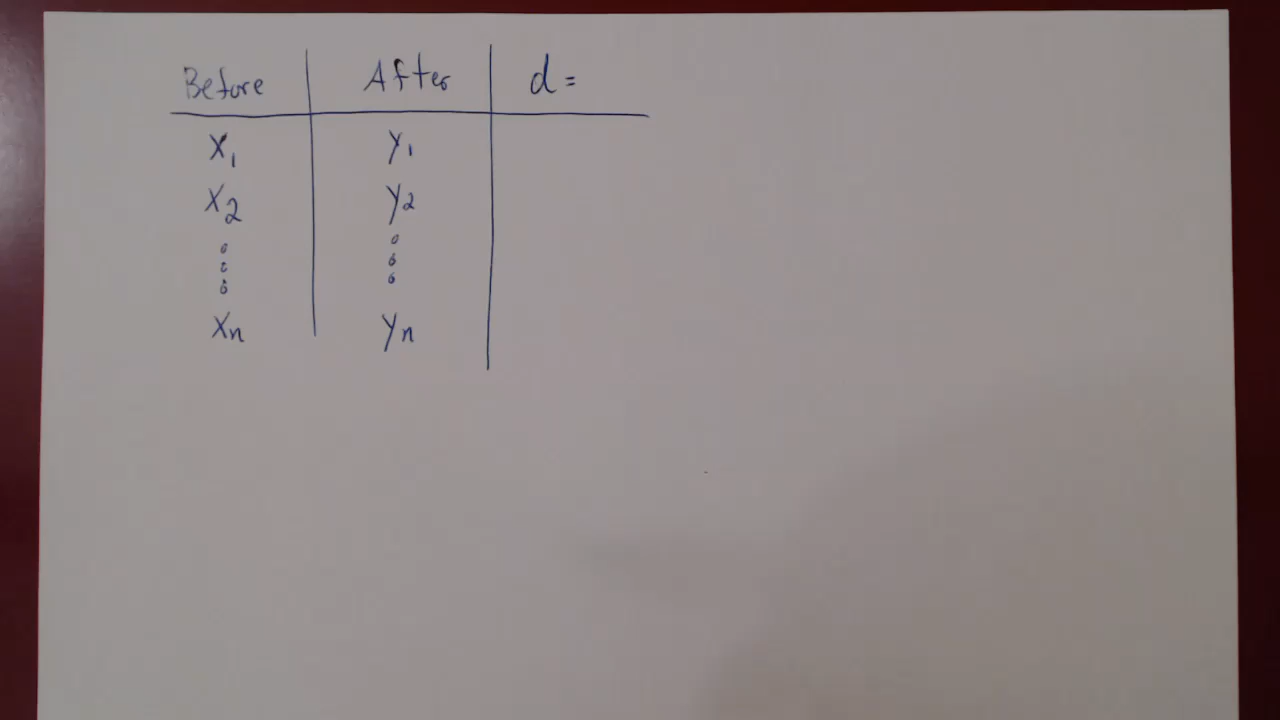 Before After d =
x1 y1
x2 y2
xn yn